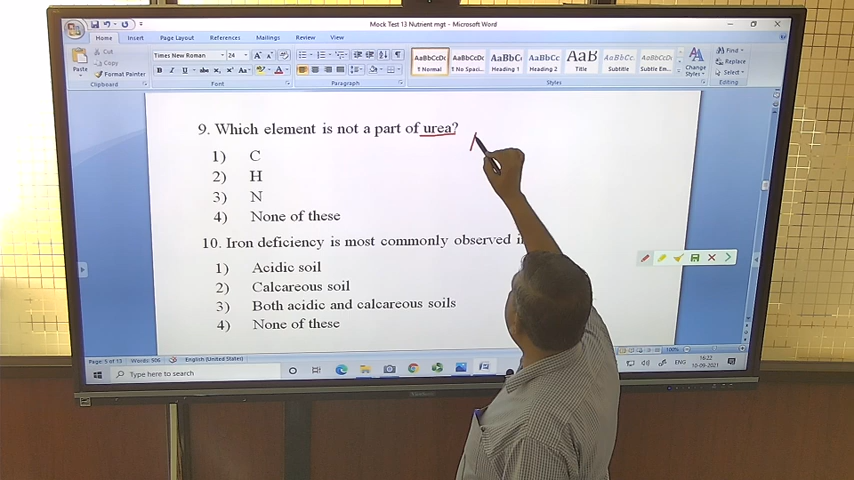 Mock Test 13 Nutrient mgt - Microsoft Word
Home Insert Page Layout References Mailings Review View
Cut
Copy
Format Painter
Paste
Clipboard
Times New Roman 24
Font
Paragraph
AaBbCcDc AaBbCcDc AaBbC AaBbCc AaB AaBbCc. AaBbCcDc
¶ Normal ¶ No Spaci... Heading 1 Heading 2 Title Subtitle Subtle Em...
Change Styles
Styles
Find
Replace
Select
Editing
9. Which element is not a part of urea?
1) C
2) H
3) N
4) None of these
10. Iron deficiency is most commonly observed i
1) Acidic soil
2) Calcareous soil
3) Both acidic and calcareous soils
4) None of these
Page: 5 of 13 Words: 506 English (United States) 100%
Type here to search
ENG
16:22
10-09-2021